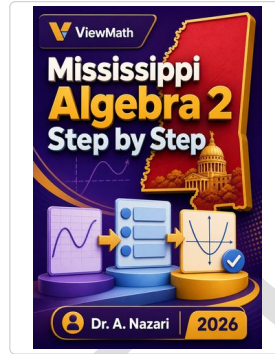 ViewMath
Mississippi
Algebra 2
Step by Step
Dr. A. Nazari
2026